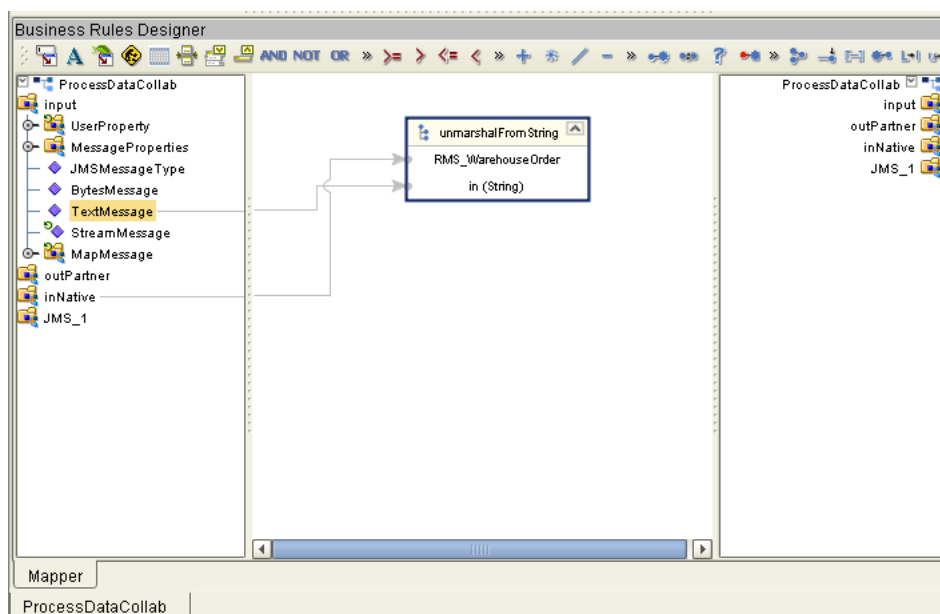 Business Rules Designer
AND NOT OR » >= > <= < » + * / - » ? » »
ProcessDataCollab
input
UserProperty
MessageProperties
JMSMessageType
BytesMessage
TextMessage
StreamMessage
MapMessage
outPartner
inNative
JMS_1
unmarshalFromString
RMS_WarehouseOrder
in (String)
ProcessDataCollab
input
outPartner
inNative
JMS_1
Mapper
ProcessDataCollab